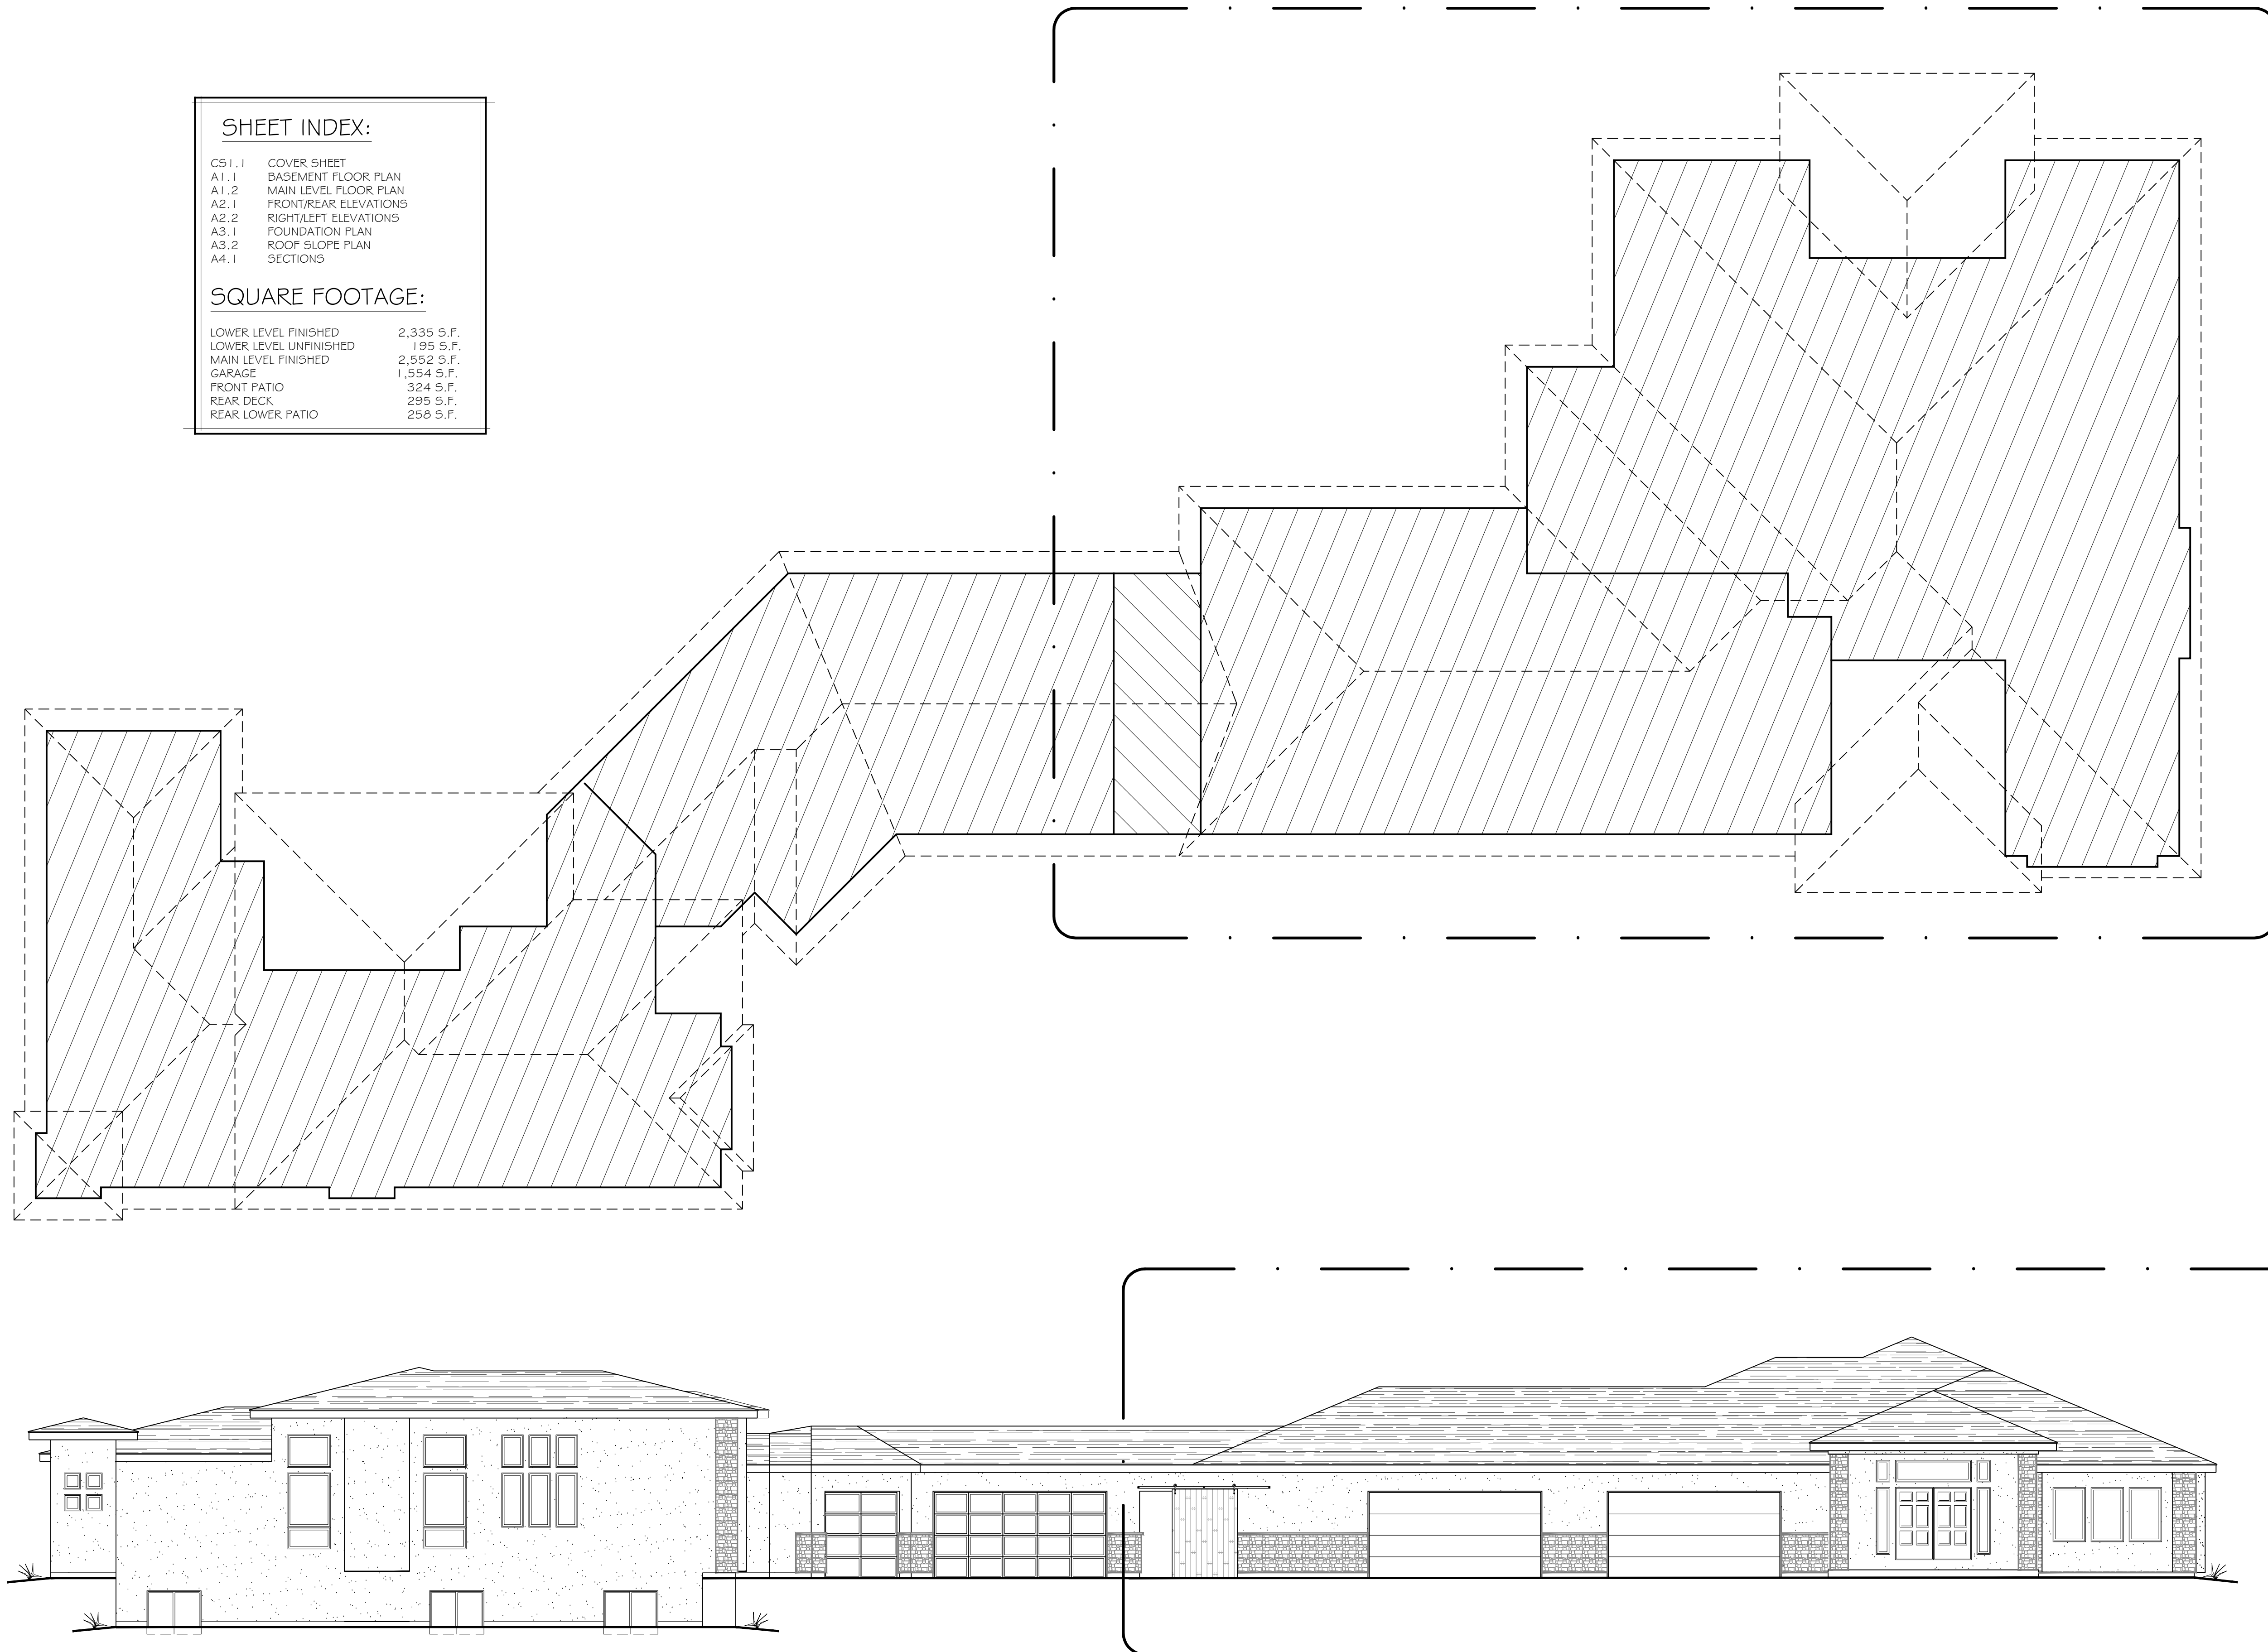 SHEET INDEX:
CS1.1 COVER SHEET
A1.1 BASEMENT FLOOR PLAN
A1.2 MAIN LEVEL FLOOR PLAN
A2.1 FRONT/REAR ELEVATIONS
A2.2 RIGHT/LEFT ELEVATIONS
A3.1 FOUNDATION PLAN
A3.2 ROOF SLOPE PLAN
A4.1 SECTIONS
SQUARE FOOTAGE:
LOWER LEVEL FINISHED 2,335 S.F.
LOWER LEVEL UNFINISHED 195 S.F.
MAIN LEVEL FINISHED 2,552 S.F.
GARAGE 1,554 S.F.
FRONT PATIO 324 S.F.
REAR DECK 295 S.F.
REAR LOWER PATIO 258 S.F.